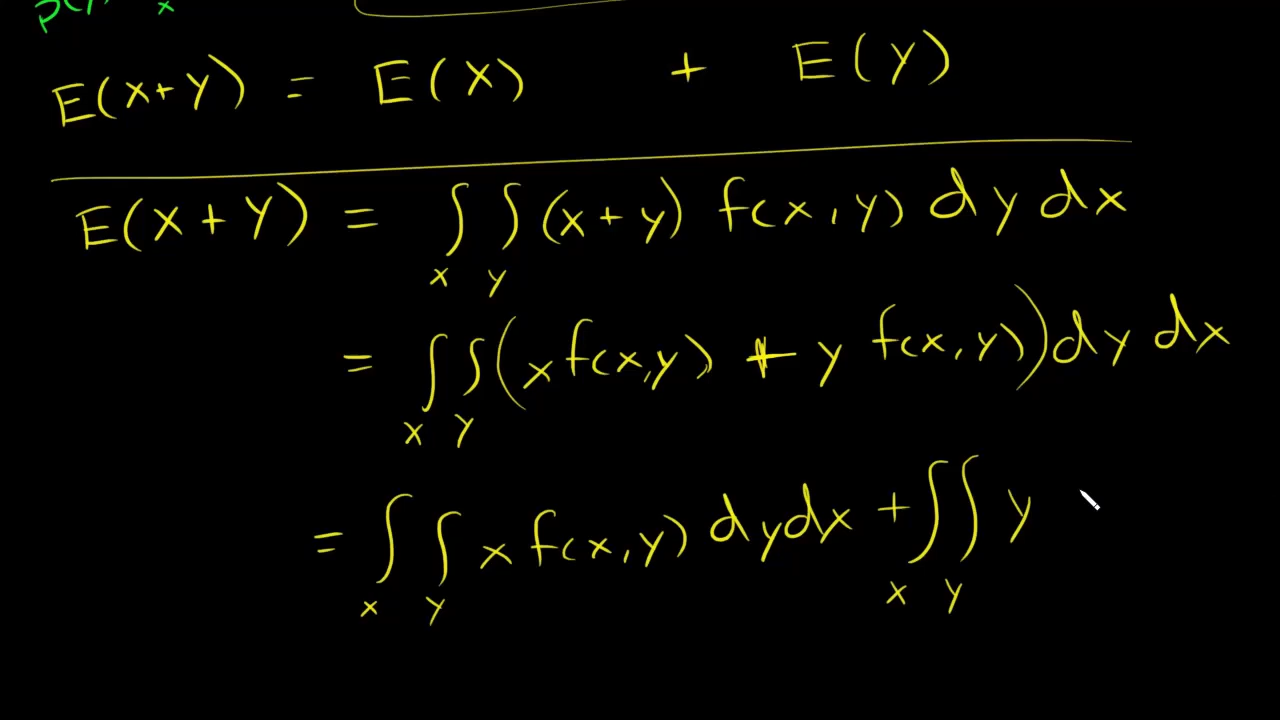 p(y) x
E(x+y) = E(x) + E(y)
E(x+y) = ∫x ∫y (x+y) f(x,y) dy dx
= ∫x ∫y (x f(x,y) + y f(x,y)) dy dx
= ∫x ∫y x f(x,y) dy dx + ∫x ∫y y